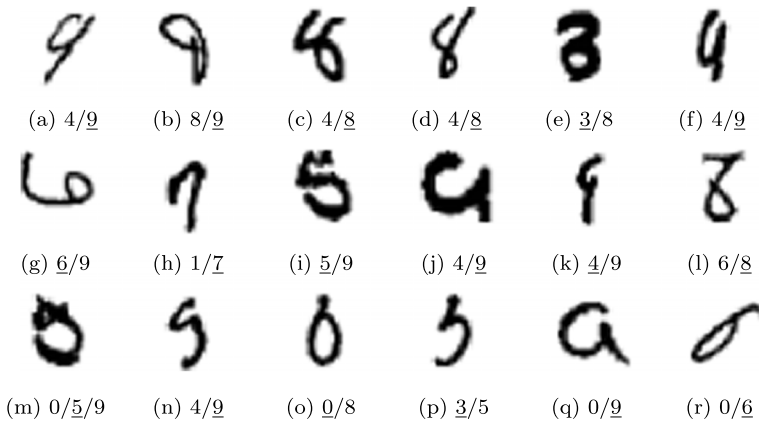 (a) 4/9 (b) 8/9 (c) 4/8 (d) 4/8 (e) 3/8 (f) 4/9
(g) 6/9 (h) 1/7 (i) 5/9 (j) 4/9 (k) 4/9 (l) 6/8
(m) 0/5/9 (n) 4/9 (o) 0/8 (p) 3/5 (q) 0/9 (r) 0/6